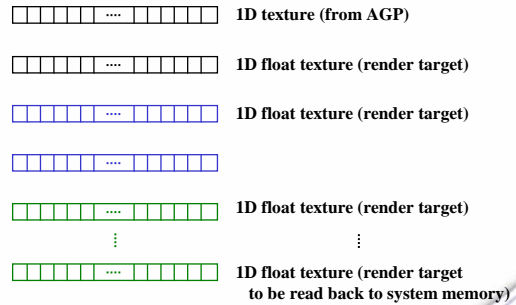 .... 1D texture (from AGP)
.... 1D float texture (render target)
.... 1D float texture (render target)
....
.... 1D float texture (render target)
.... 1D float texture (render target
to be read back to system memory)